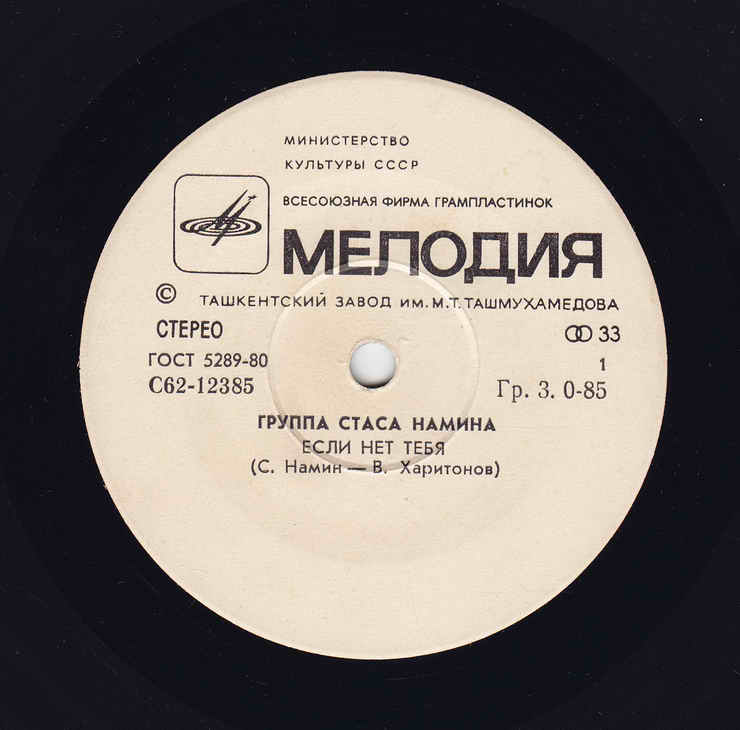 МИНИСТЕРСТВО
КУЛЬТУРЫ СССР
ВСЕСОЮЗНАЯ ФИРМА ГРАМПЛАСТИНОК
МЕЛОДИЯ
© ТАШКЕНТСКИЙ ЗАВОД ИМ. М.Т. ТАШМУХАМЕДОВА
СТЕРЕО 33
ГОСТ 5289-80 1
С62-12385 Гр. 3. 0-85
ГРУППА СТАСА НАМИНА
ЕСЛИ НЕТ ТЕБЯ
(С. Намин — В. Харитонов)